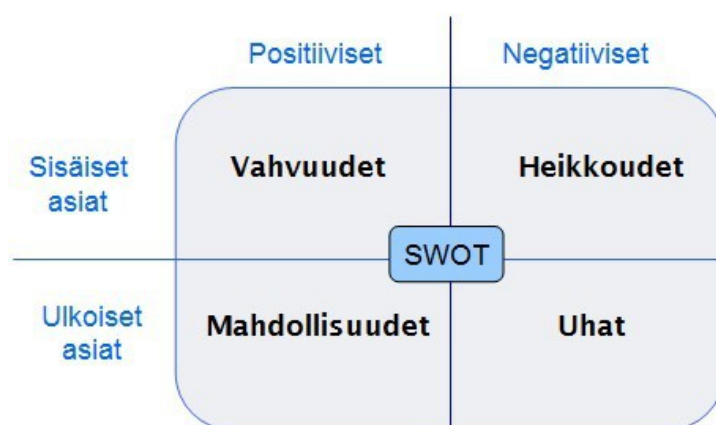 Positiiviset Negatiiviset
Sisäiset asiat
Vahvuudet Heikkoudet
SWOT
Ulkoiset asiat
Mahdollisuudet Uhat